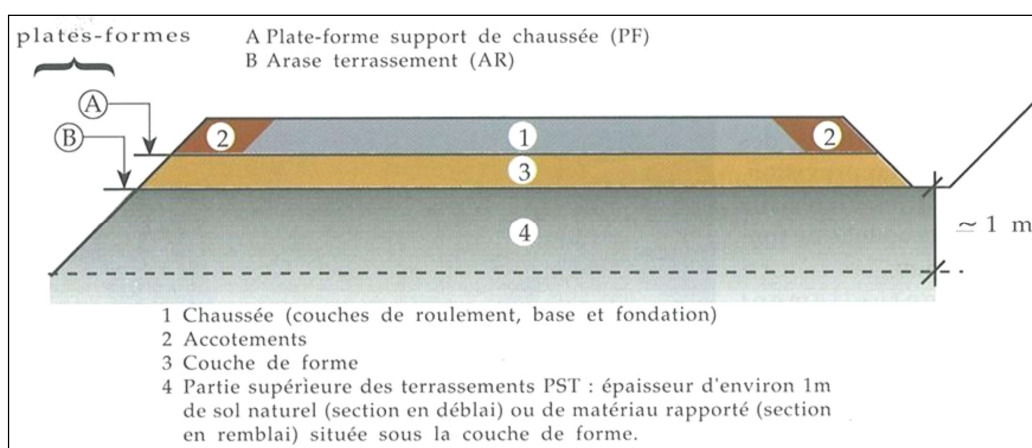 plates-formes
A Plate-forme support de chaussée (PF)
B Arase terrassement (AR)
A
B
2
1
2
3
4
≃ 1 m
1 Chaussée (couches de roulement, base et fondation)
2 Accotements
3 Couche de forme
4 Partie supérieure des terrassements PST : épaisseur d'environ 1m
de sol naturel (section en déblai) ou de matériau rapporté (section
en remblai) située sous la couche de forme.